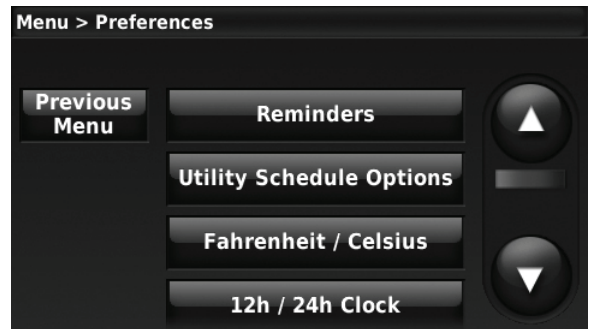 Menu > Preferences
Previous
Menu
Reminders
Utility Schedule Options
Fahrenheit / Celsius
12h / 24h Clock